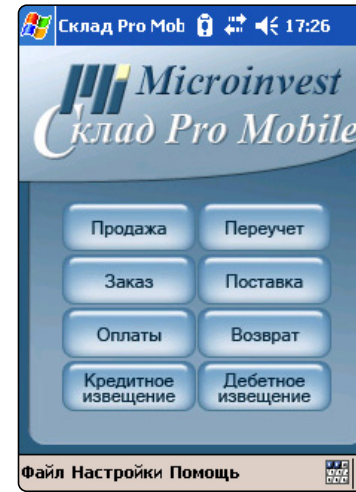 Склад Pro Mob 17:26
Microinvest
Склад Pro Mobile
Продажа Переучет
Заказ Поставка
Оплаты Возврат
Кредитное Дебетное
извещение извещение
Файл Настройки Помощь